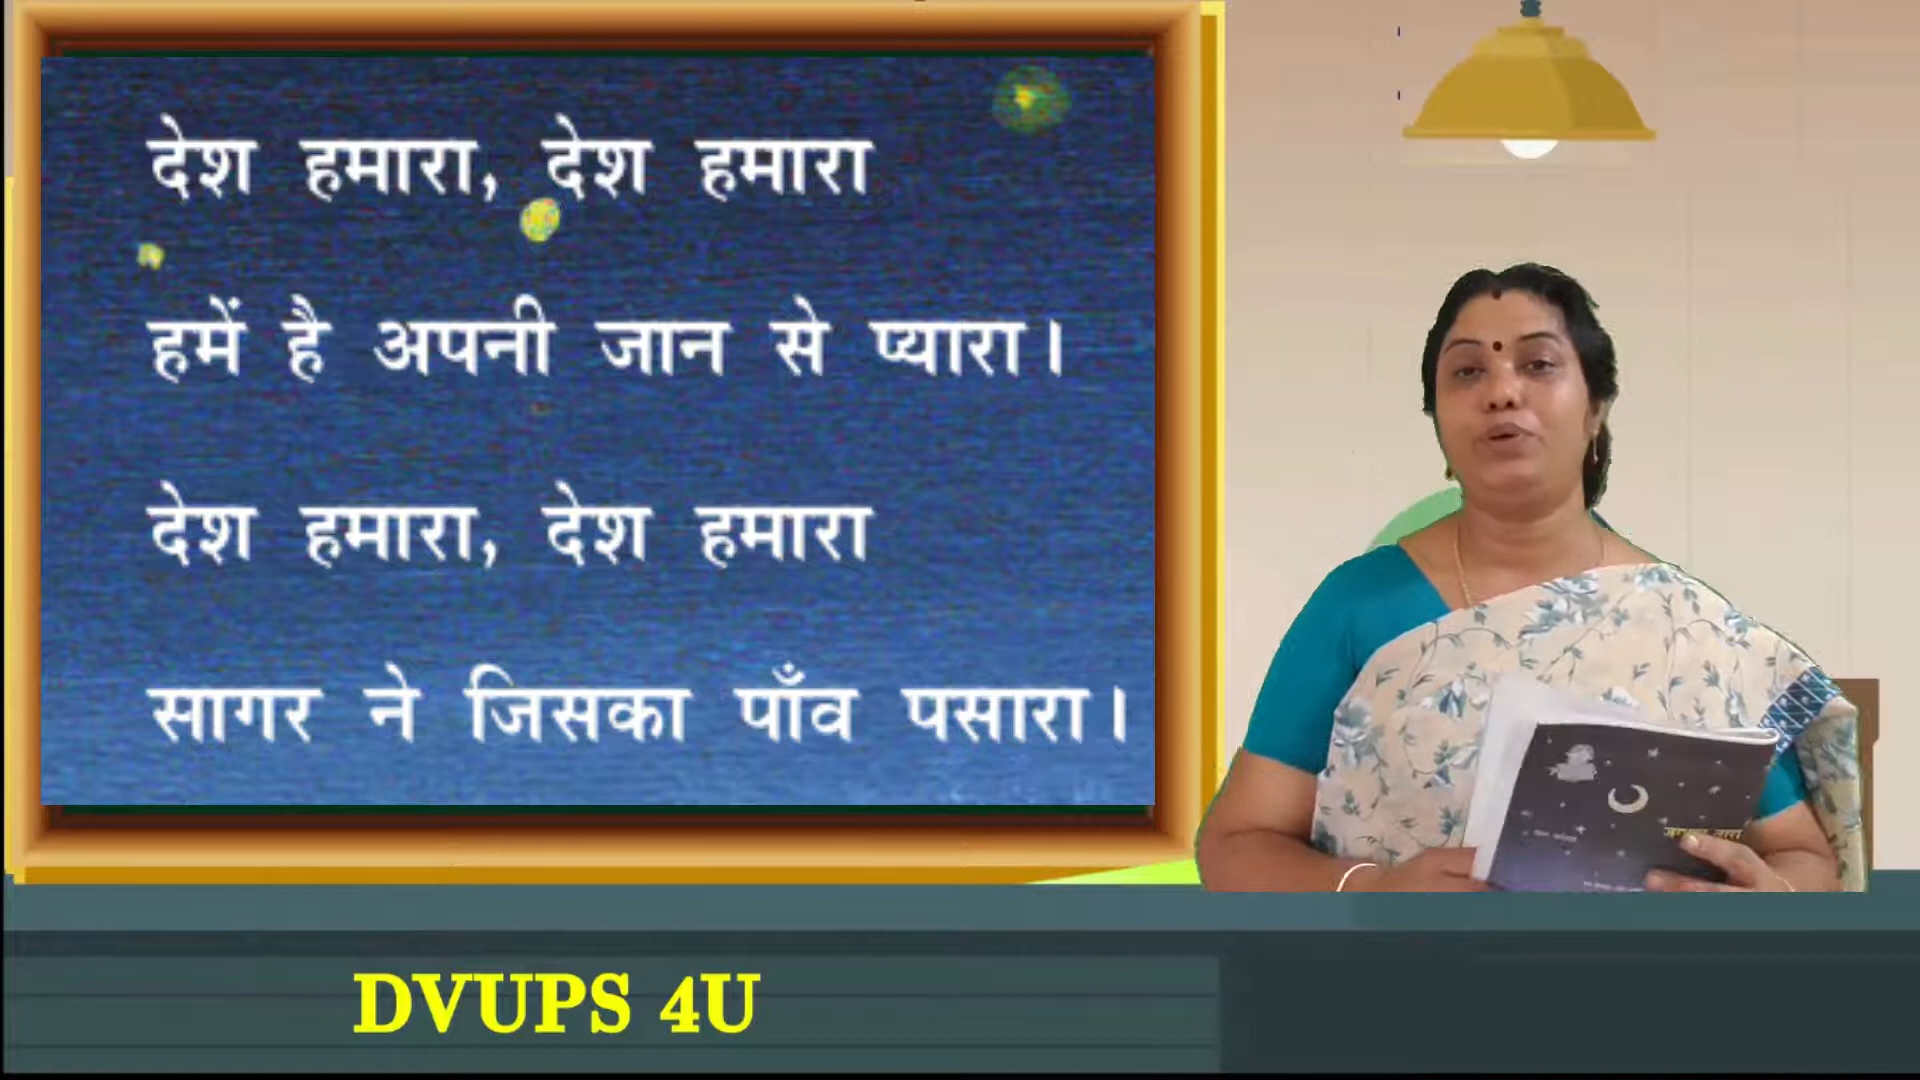 देश हमारा, देश हमारा
हमें है अपनी जान से प्यारा।
देश हमारा, देश हमारा
सागर ने जिसका पाँव पसारा।
DVUPS 4U